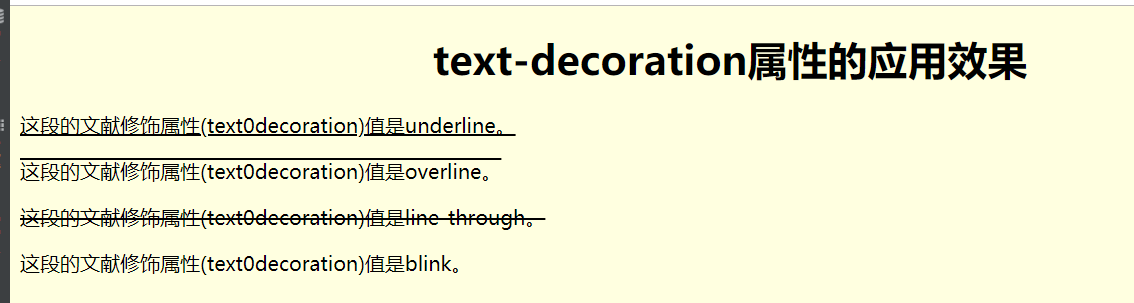 text-decoration属性的应用效果
这段的文献修饰属性(text0decoration)值是underline。
这段的文献修饰属性(text0decoration)值是overline。
这段的文献修饰属性(text0decoration)值是line-through。
这段的文献修饰属性(text0decoration)值是blink。